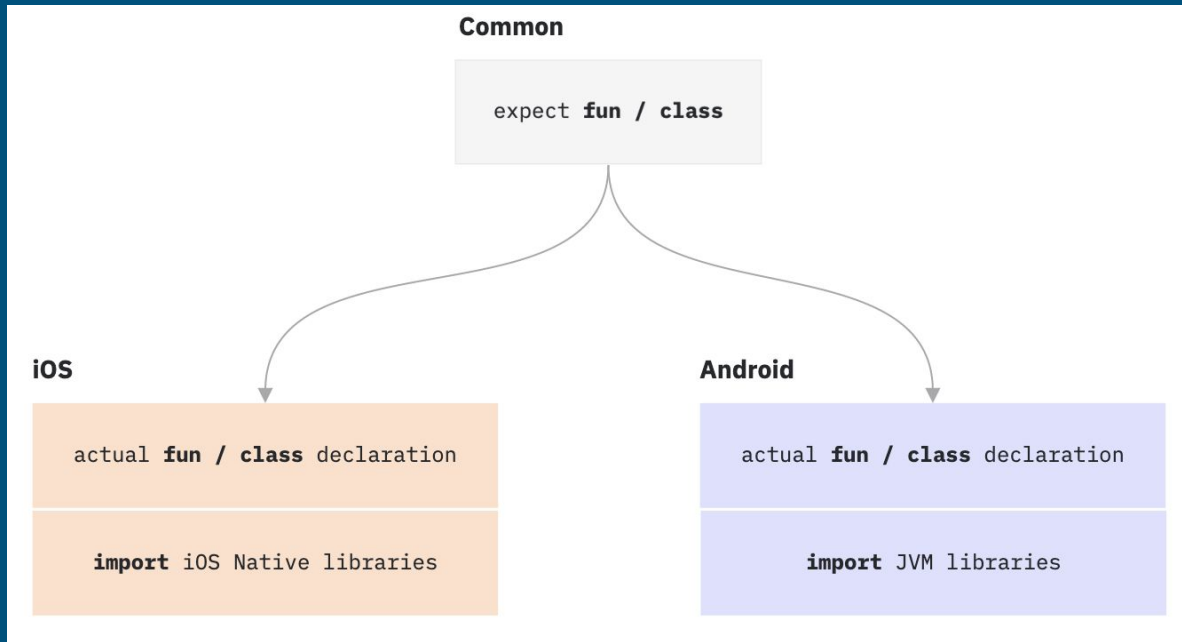 Common
expect fun / class
iOS
actual fun / class declaration
import iOS Native libraries
Android
actual fun / class declaration
import JVM libraries